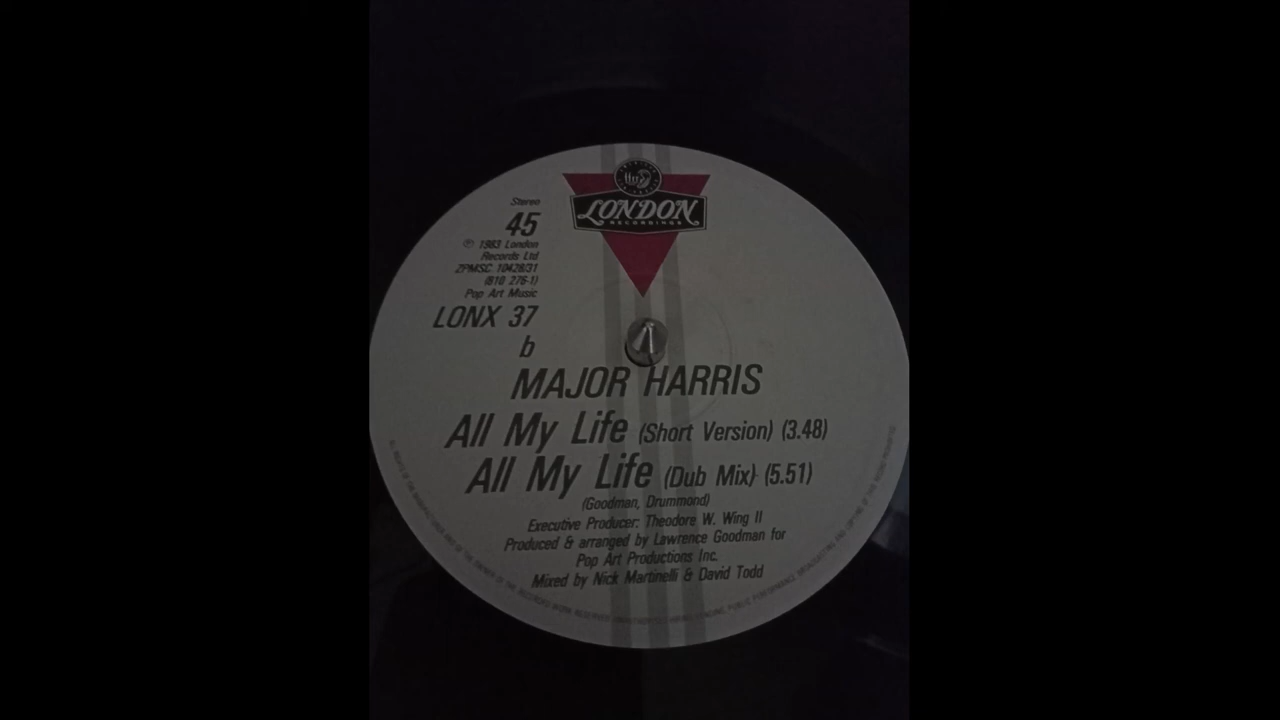 LONDON
RECORDINGS
Stereo
45
℗ 1983 London
Records Ltd
ZPMSC 10428/31
(810 276-1)
Pop Art Music
LONX 37
b
MAJOR HARRIS
All My Life (Short Version) (3.48)
All My Life (Dub Mix) (5.51)
(Goodman, Drummond)
Executive Producer: Theodore W. Wing II
Produced & arranged by Lawrence Goodman for
Pop Art Productions Inc.
Mixed by Nick Martinelli & David Todd